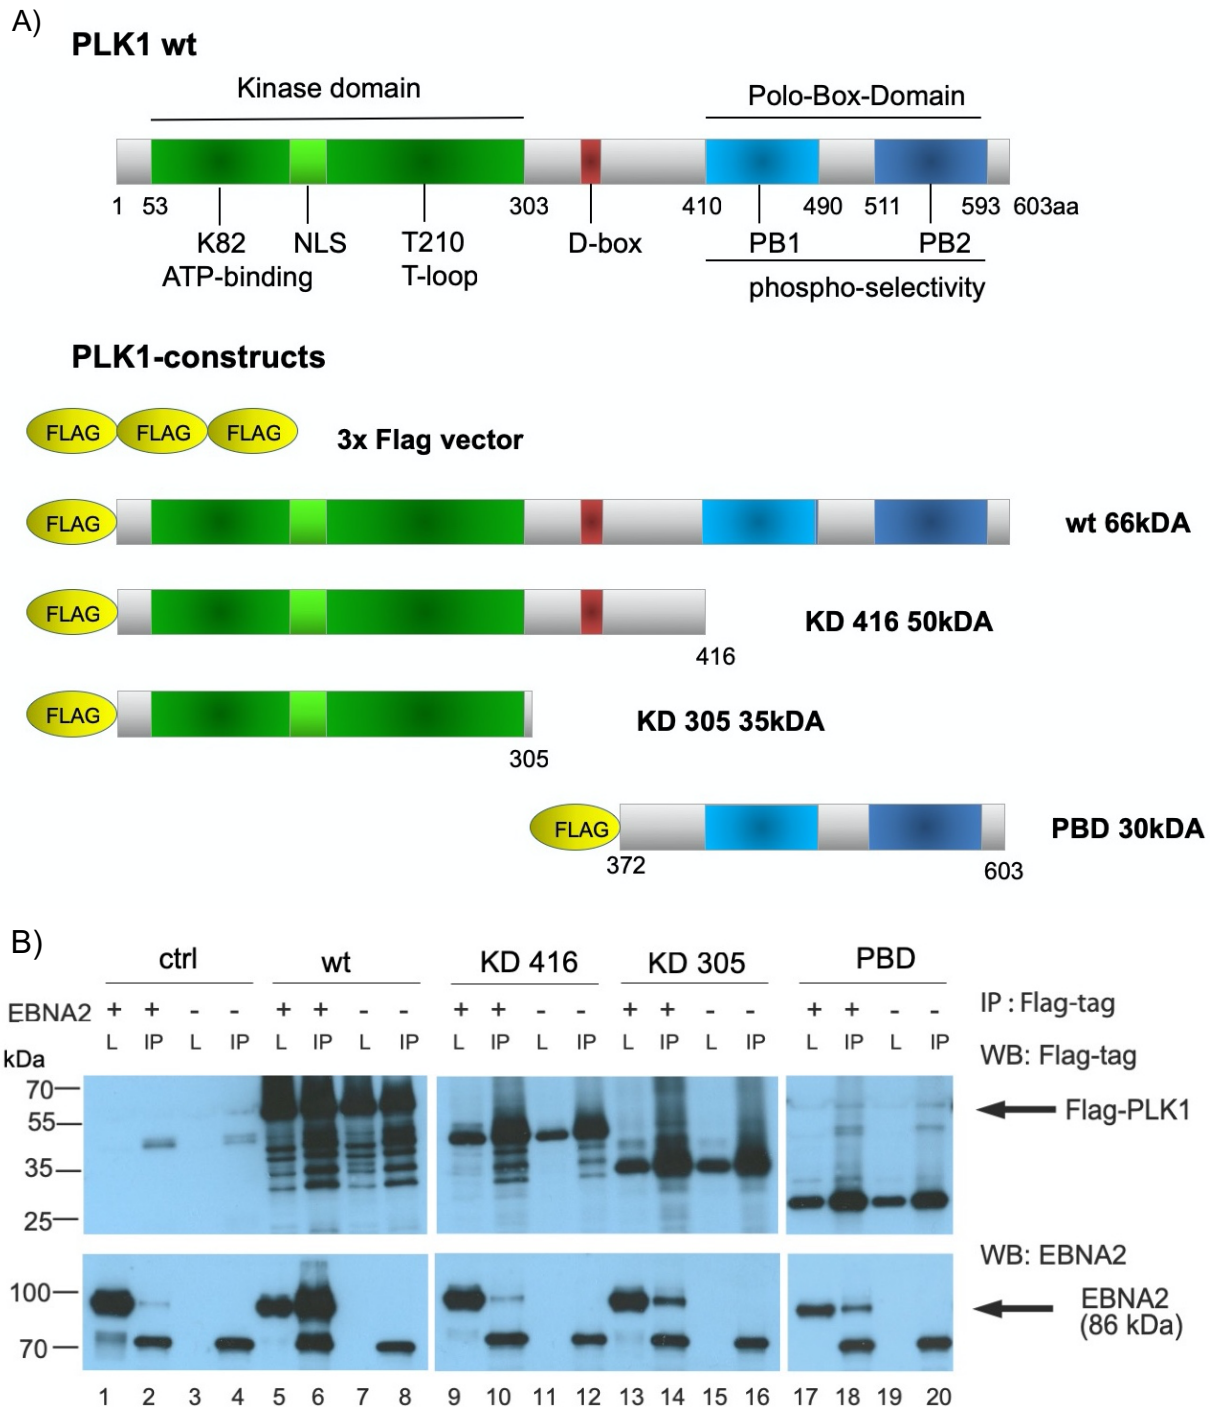 A)
PLK1 wt
Kinase domain
Polo-Box-Domain
1 53 303 410 490 511 593 603aa
K82 NLS T210 D-box PB1 PB2
ATP-binding T-loop
phospho-selectivity
PLK1-constructs
FLAG FLAG FLAG 3x Flag vector
FLAG wt 66kDA
FLAG KD 416 50kDA
416
FLAG KD 305 35kDA
305
FLAG PBD 30kDA
372 603
B)
ctrl wt KD 416 KD 305 PBD
EBNA2 + + - - + + - - + + - - + + - - + + - - IP : Flag-tag
L IP L IP L IP L IP L IP L IP L IP L IP L IP L IP
kDa WB: Flag-tag
70
55 Flag-PLK1
35
25
WB: EBNA2
100 EBNA2
(86 kDa)
70
1 2 3 4 5 6 7 8 9 10 11 12 13 14 15 16 17 18 19 20